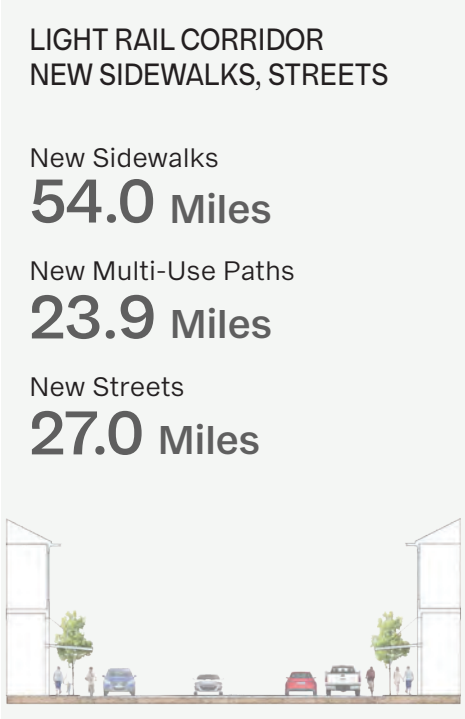 LIGHT RAIL CORRIDOR
NEW SIDEWALKS, STREETS
New Sidewalks
54.0 Miles
New Multi-Use Paths
23.9 Miles
New Streets
27.0 Miles